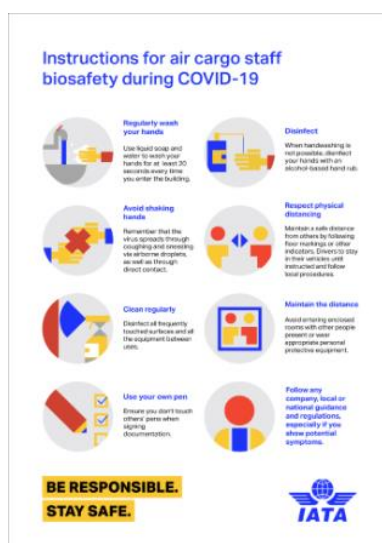 Instructions for air cargo staff
biosafety during COVID-19
Regularly wash
your hands
Use liquid soap and
water to wash your
hands for at least 20
seconds every time
you enter the building.
Disinfect
When handwashing is
not possible, disinfect
your hands with an
alcohol-based hand rub.
Avoid shaking
hands
Remember that the
virus spreads through
coughing and sneezing
via airborne droplets,
as well as through
direct contact.
Respect physical
distancing
Maintain a safe distance
from others by following
floor markings or other
indicators. Drivers to stay
in their vehicles until
instructed and follow
local procedures.
Clean regularly
Disinfect all frequently
touched surfaces and all
the equipment between
uses.
Maintain the distance
Avoid entering enclosed
rooms with other people
present or wear
appropriate personal
protective equipment.
Use your own pen
Ensure you don't touch
others' pens when
signing
documentation.
Follow any
company, local or
national guidance
and regulations,
especially if you
show potential
symptoms.
BE RESPONSIBLE.
STAY SAFE.
IATA